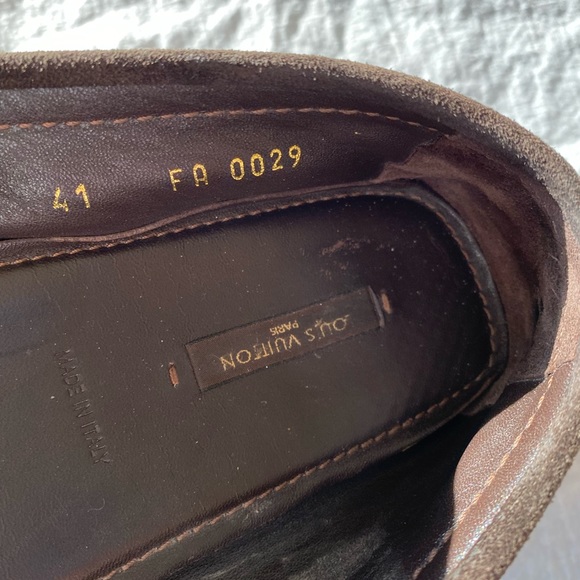 41 FA 0029
LOUIS VUITTON
PARIS
MADE IN ITALY